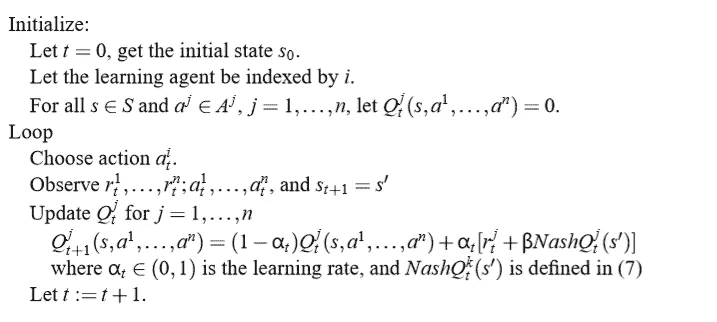 Initialize:
Let t = 0, get the initial state s₀.
Let the learning agent be indexed by i.
For all s ∈ S and aʲ ∈ Aʲ, j = 1,...,n, let Qₜʲ(s,a¹,...,aⁿ) = 0.
Loop
Choose action aₜⁱ.
Observe rₜ¹,...,rₜⁿ;aₜ¹,...,aₜⁿ, and sₜ₊₁ = s′
Update Qₜʲ for j = 1,...,n
Qₜ₊₁ʲ(s,a¹,...,aⁿ) = (1 − αₜ)Qₜʲ(s,a¹,...,aⁿ) + αₜ[rₜʲ + βNashQₜʲ(s′)]
where αₜ ∈ (0,1) is the learning rate, and NashQₜᵏ(s′) is defined in (7)
Let t := t + 1.